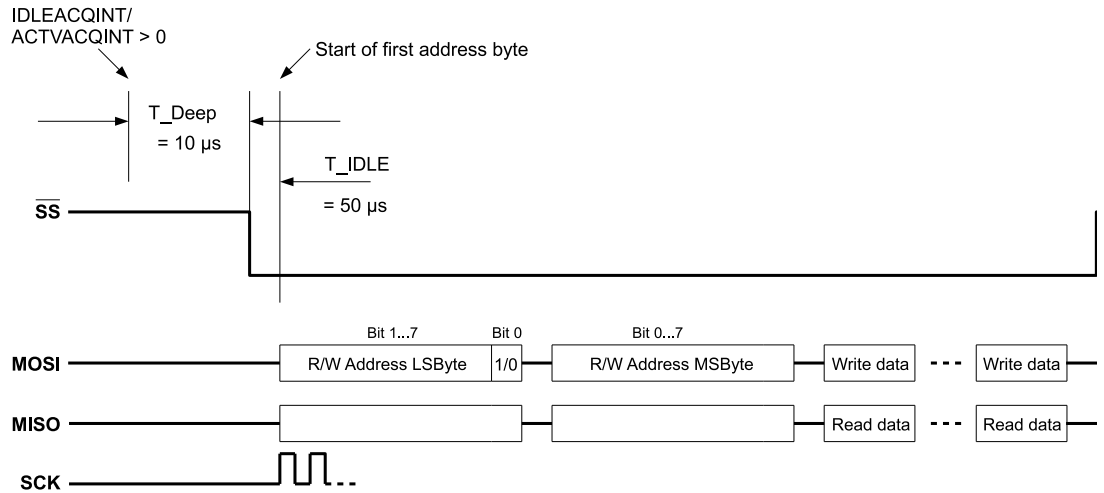 IDLEACQINT/
ACTVACQINT > 0
Start of first address byte
T_Deep
= 10 µs
T_IDLE
= 50 µs
SS
Bit 1...7 Bit 0 Bit 0...7
MOSI R/W Address LSByte 1/0 R/W Address MSByte Write data Write data
MISO Read data Read data
SCK